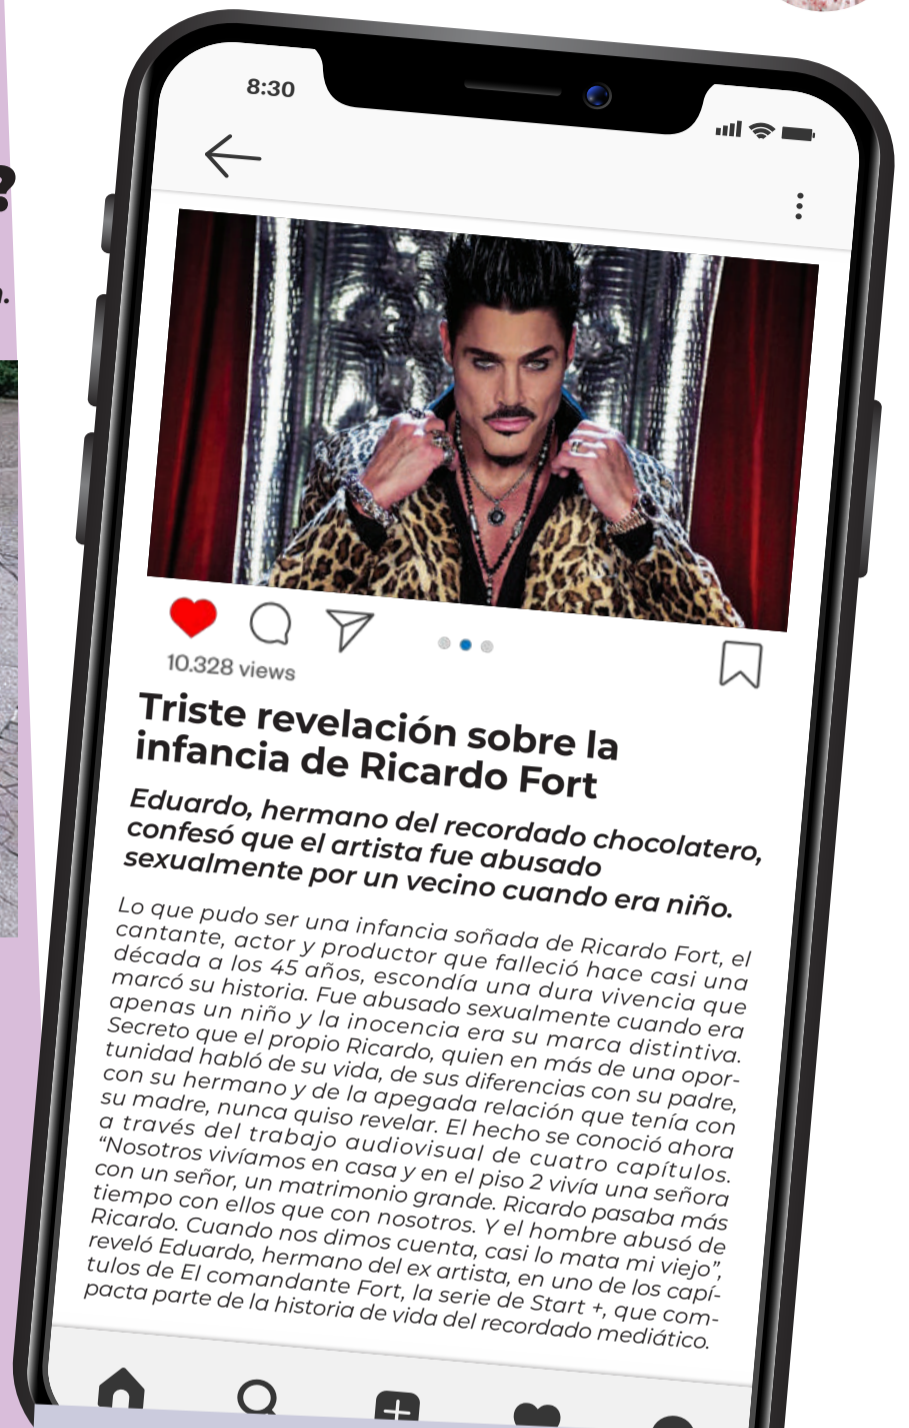 ?
.
8:30
10.328 views
Triste revelación sobre la
infancia de Ricardo Fort
Eduardo, hermano del recordado chocolatero,
confesó que el artista fue abusado
sexualmente por un vecino cuando era niño.
Lo que pudo ser una infancia soñada de Ricardo Fort, el
cantante, actor y productor que falleció hace casi una
década a los 45 años, escondía una dura vivencia que
marcó su historia. Fue abusado sexualmente cuando era
apenas un niño y la inocencia era su marca distintiva.
Secreto que el propio Ricardo, quien en más de una opor-
tunidad habló de su vida, de sus diferencias con su padre,
con su hermano y de la apegada relación que tenía con
su madre, nunca quiso revelar. El hecho se conoció ahora
a través del trabajo audiovisual de cuatro capítulos.
“Nosotros vivíamos en casa y en el piso 2 vivía una señora
con un señor, un matrimonio grande. Ricardo pasaba más
tiempo con ellos que con nosotros. Y el hombre abusó de
Ricardo. Cuando nos dimos cuenta, casi lo mata mi viejo”,
reveló Eduardo, hermano del ex artista, en uno de los capí-
tulos de El comandante Fort, la serie de Start +, que com-
pacta parte de la historia de vida del recordado mediático.